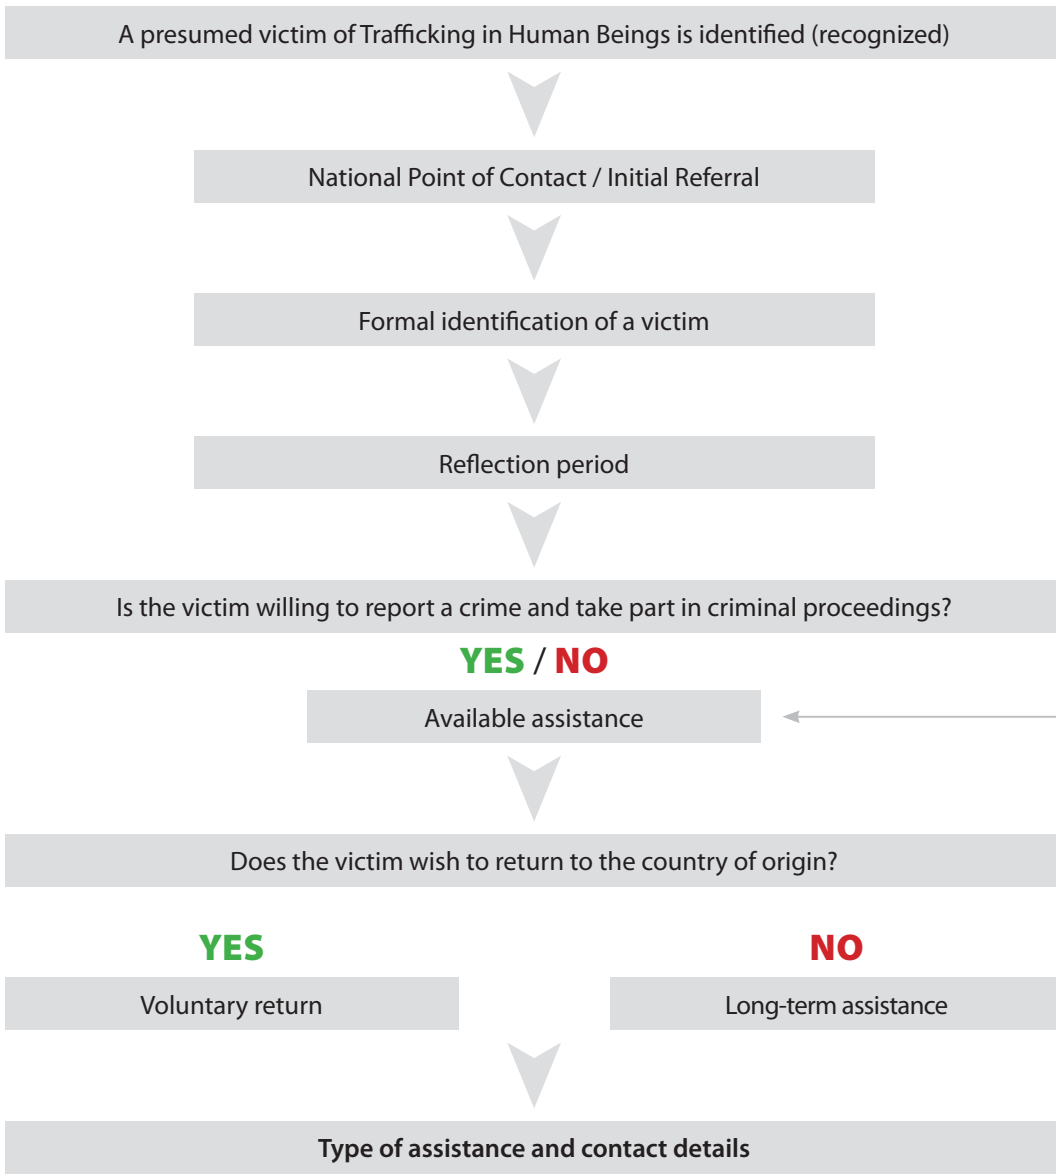 A presumed victim of Trafficking in Human Beings is identified (recognized)
National Point of Contact / Initial Referral
Formal identification of a victim
Reflection period
Is the victim willing to report a crime and take part in criminal proceedings?
YES / NO
Available assistance
Does the victim wish to return to the country of origin?
YES NO
Voluntary return Long-term assistance
Type of assistance and contact details